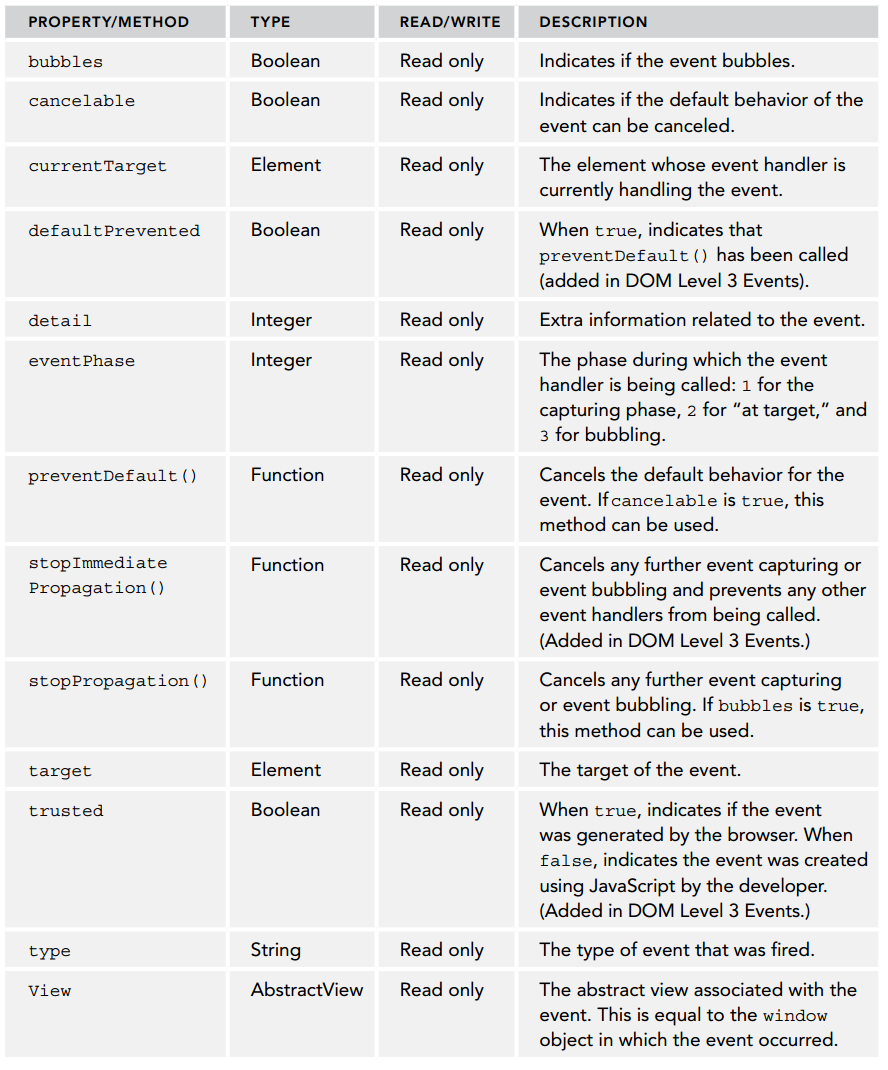 PROPERTY/METHOD TYPE READ/WRITE DESCRIPTION
bubbles Boolean Read only Indicates if the event bubbles.
cancelable Boolean Read only Indicates if the default behavior of the
event can be canceled.
currentTarget Element Read only The element whose event handler is
currently handling the event.
defaultPrevented Boolean Read only When true, indicates that
preventDefault() has been called
(added in DOM Level 3 Events).
detail Integer Read only Extra information related to the event.
eventPhase Integer Read only The phase during which the event
handler is being called: 1 for the
capturing phase, 2 for “at target,” and
3 for bubbling.
preventDefault() Function Read only Cancels the default behavior for the
event. If cancelable is true, this
method can be used.
stopImmediate Function Read only Cancels any further event capturing or
Propagation() event bubbling and prevents any other
event handlers from being called.
(Added in DOM Level 3 Events.)
stopPropagation() Function Read only Cancels any further event capturing
or event bubbling. If bubbles is true,
this method can be used.
target Element Read only The target of the event.
trusted Boolean Read only When true, indicates if the event
was generated by the browser. When
false, indicates the event was created
using JavaScript by the developer.
(Added in DOM Level 3 Events.)
type String Read only The type of event that was fired.
View AbstractView Read only The abstract view associated with the
event. This is equal to the window
object in which the event occurred.